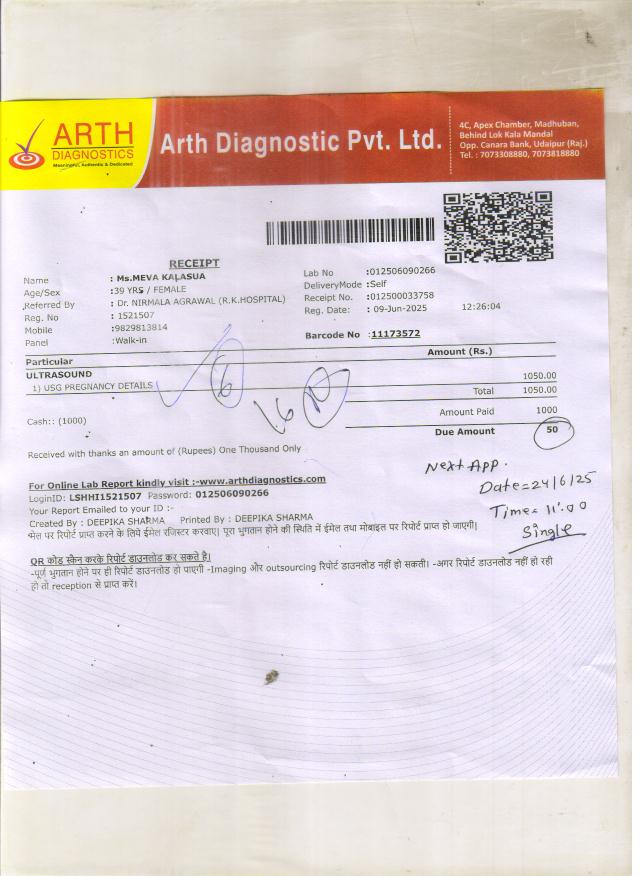 ARTH
DIAGNOSTICS
Meaningful, Authentic & Dedicated
Arth Diagnostic Pvt. Ltd.
4C, Apex Chamber, Madhuban,
Behind Lok Kala Mandal
Opp. Canara Bank, Udaipur (Raj.)
Tel. : 7073308880, 7073818880
RECEIPT
Name : Ms.MEVA KALASUA
Age/Sex :39 YRS / FEMALE
Referred By : Dr. NIRMALA AGRAWAL (R.K.HOSPITAL)
Reg. No : 1521507
Mobile :9829813814
Panel :Walk-in
Lab No :012506090266
DeliveryMode :Self
Receipt No. :012500033758
Reg. Date: : 09-Jun-2025 12:26:04
Barcode No :11173572
Particular Amount (Rs.)
ULTRASOUND
1) USG PREGNANCY DETAILS 1050.00
Total 1050.00
Cash:: (1000)
Amount Paid 1000
Due Amount 50
Received with thanks an amount of (Rupees) One Thousand Only
Next App.
Date=24/6/25
Time= 11:00
Single
For Online Lab Report kindly visit :-www.arthdiagnostics.com
LoginID: LSHHI1521507 Password: 012506090266
Your Report Emailed to your ID :-
Created By : DEEPIKA SHARMA Printed By : DEEPIKA SHARMA
मेल पर रिपोर्ट प्राप्त करने के लिये ईमेल रजिस्टर करवाए। पूरा भुगतान होने की स्थिति में ईमेल तथा मोबाइल पर रिपोर्ट प्राप्त हो जाएगी|
QR कोड स्कैन करके रिपोर्ट डाउनलोड कर सकते है|
-पूर्ण भुगतान होने पर ही रिपोर्ट डाउनलोड हो पाएगी -Imaging और outsourcing रिपोर्ट डाउनलोड नहीं हो सकती। -अगर रिपोर्ट डाउनलोड नहीं हो रही
हो तो reception से प्राप्त करें।